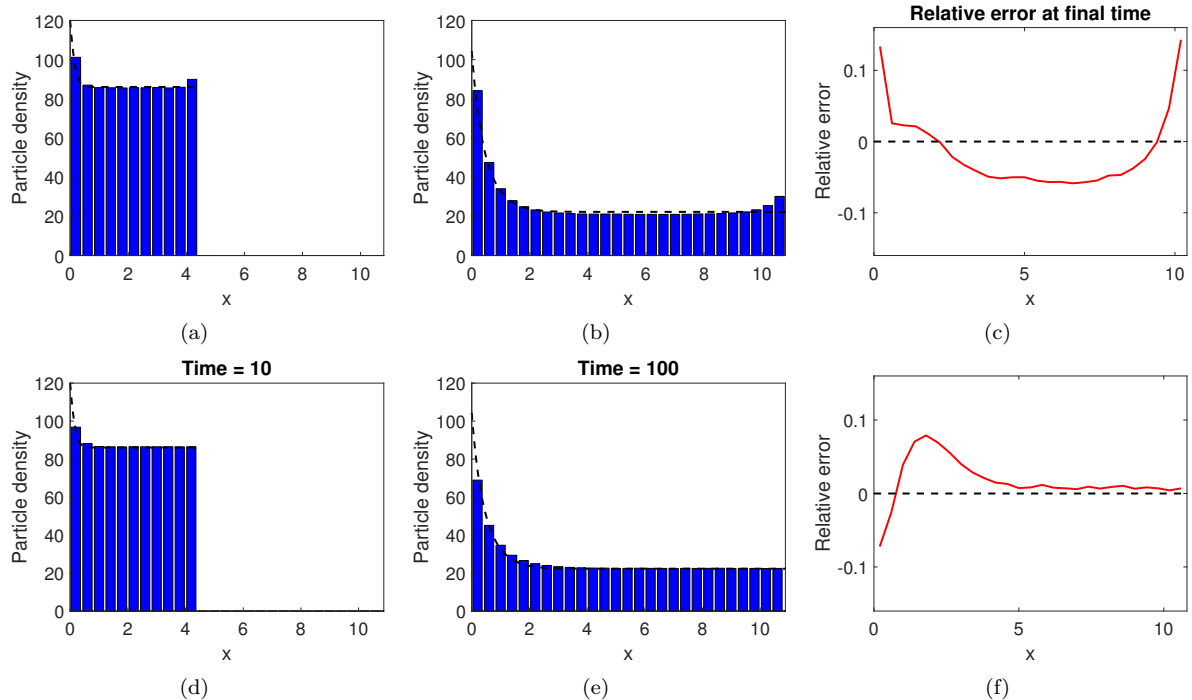 Relative error at final time
120
100
80
60
40
20
0
Particle density
0 2 4 6 8 10
x
(a)
120
100
80
60
40
20
0
Particle density
0 2 4 6 8 10
x
(b)
0.1
0
-0.1
Relative error
0 5 10
x
(c)
Time = 10
120
100
80
60
40
20
0
Particle density
0 2 4 6 8 10
x
(d)
Time = 100
120
100
80
60
40
20
0
Particle density
0 2 4 6 8 10
x
(e)
0.1
0
-0.1
Relative error
0 5 10
x
(f)